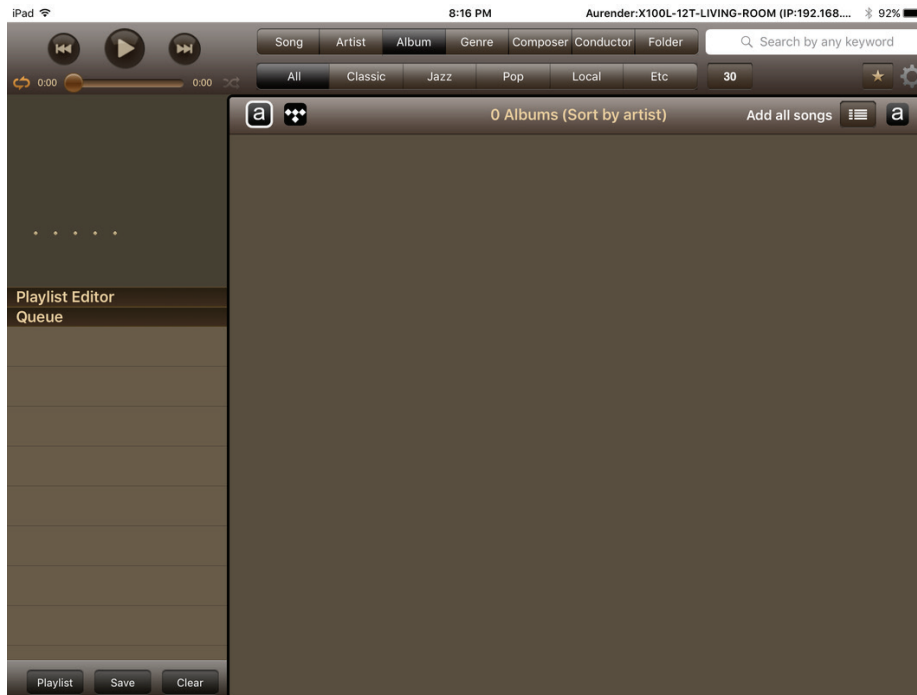 iPad 8:16 PM Aurender:X100L-12T-LIVING-ROOM (IP:192.168.... 92%
Song Artist Album Genre Composer Conductor Folder Search by any keyword
0:00 0:00 All Classic Jazz Pop Local Etc 30
a 0 Albums (Sort by artist) Add all songs a
Playlist Editor
Queue
Playlist Save Clear